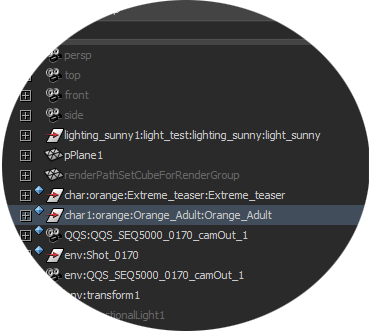 persp
top
front
side
lighting_sunny1:light_test:lighting_sunny:light_sunny
pPlane1
renderPathSetCubeForRenderGroup
char:orange:Extreme_teaser:Extreme_teaser
char1:orange:Orange_Adult:Orange_Adult
QQS:QQS_SEQ5000_0170_camOut_1
env:Shot_0170
env:QQS_SEQ5000_0170_camOut_1
env:transform1
ectionalLight1